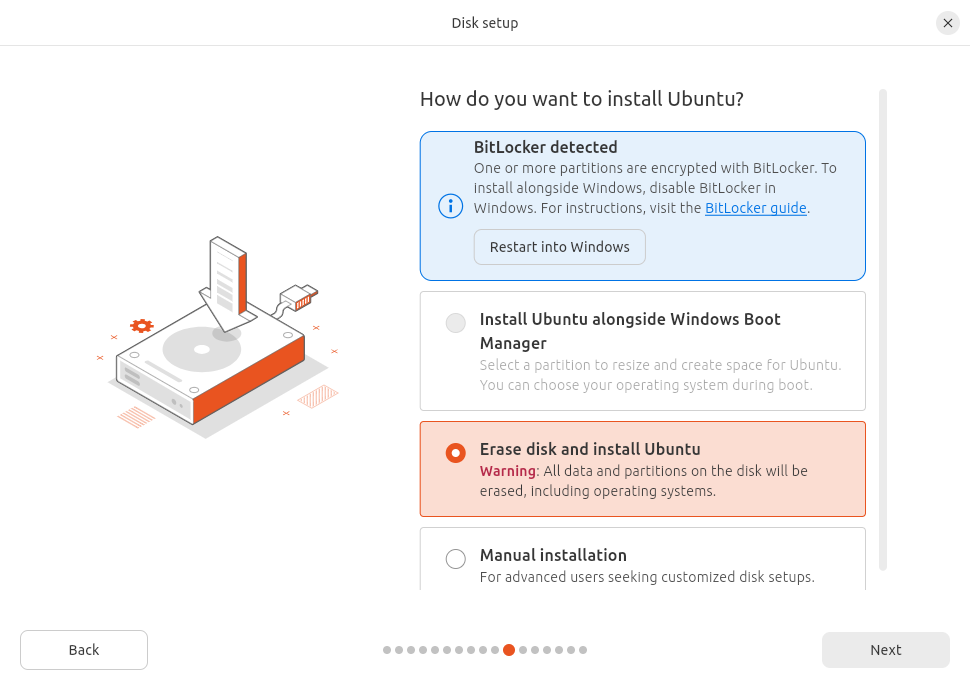 Disk setup
How do you want to install Ubuntu?
BitLocker detected
One or more partitions are encrypted with BitLocker. To
install alongside Windows, disable BitLocker in
Windows. For instructions, visit the BitLocker guide.
Restart into Windows
Install Ubuntu alongside Windows Boot
Manager
Select a partition to resize and create space for Ubuntu.
You can choose your operating system during boot.
Erase disk and install Ubuntu
Warning: All data and partitions on the disk will be
erased, including operating systems.
Manual installation
For advanced users seeking customized disk setups.
Back
Next